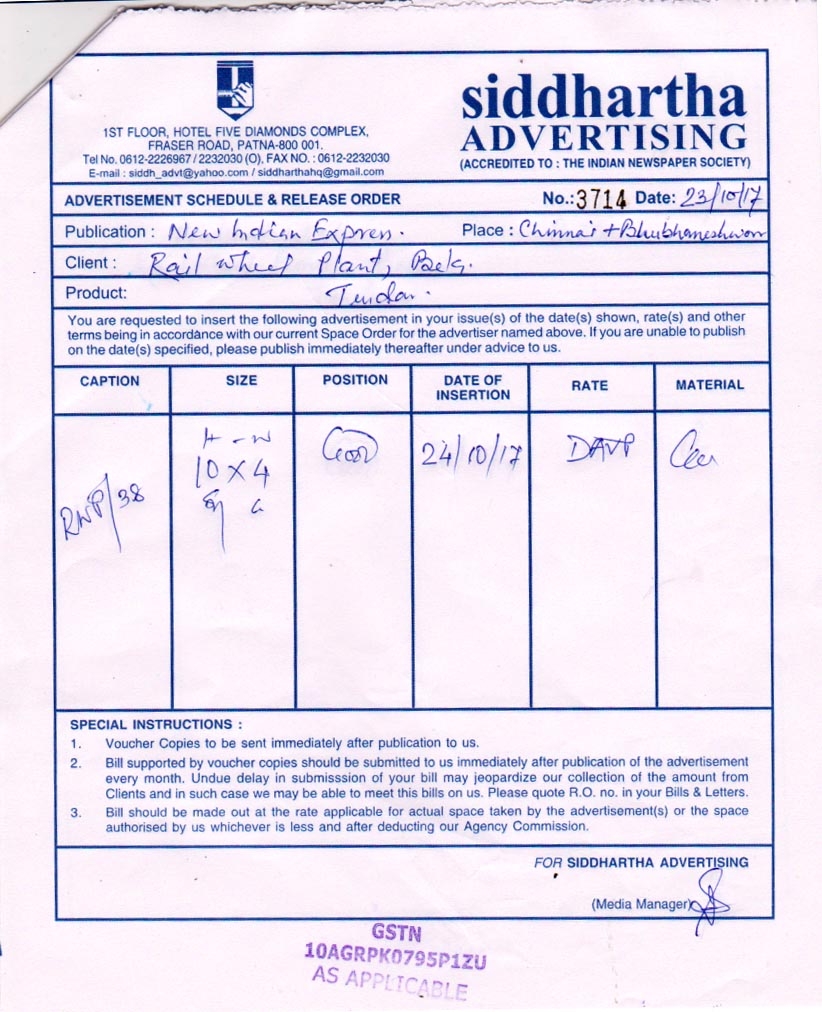 siddhartha
ADVERTISING
(ACCREDITED TO : THE INDIAN NEWSPAPER SOCIETY)
1ST FLOOR, HOTEL FIVE DIAMONDS COMPLEX,
FRASER ROAD, PATNA-800 001.
Tel No. 0612-2226967 / 2232030 (O), FAX NO. : 0612-2232030
E-mail : siddh_advt@yahoo.com / siddharthahq@gmail.com
ADVERTISEMENT SCHEDULE & RELEASE ORDER No.: 3714 Date: 23/10/17
Publication : New Indian Express. Place : Chinnai + Bhubhaneshwar
Client : Rail Wheel Plant, Bela.
Product: Tender.
You are requested to insert the following advertisement in your issue(s) of the date(s) shown, rate(s) and other
terms being in accordance with our current Space Order for the advertiser named above. If you are unable to publish
on the date(s) specified, please publish immediately thereafter under advice to us.
CAPTION SIZE POSITION DATE OF INSERTION RATE MATERIAL
RWP/38 H - W Good 24/10/17 DAVP
10 x 4
SPECIAL INSTRUCTIONS :
1. Voucher Copies to be sent immediately after publication to us.
2. Bill supported by voucher copies should be submitted to us immediately after publication of the advertisement
every month. Undue delay in submisssion of your bill may jeopardize our collection of the amount from
Clients and in such case we may be able to meet this bills on us. Please quote R.O. no. in your Bills & Letters.
3. Bill should be made out at the rate applicable for actual space taken by the advertisement(s) or the space
authorised by us whichever is less and after deducting our Agency Commission.
FOR SIDDHARTHA ADVERTISING
(Media Manager)
GSTN
10AGRPK0795P1ZU
AS APPLICABLE